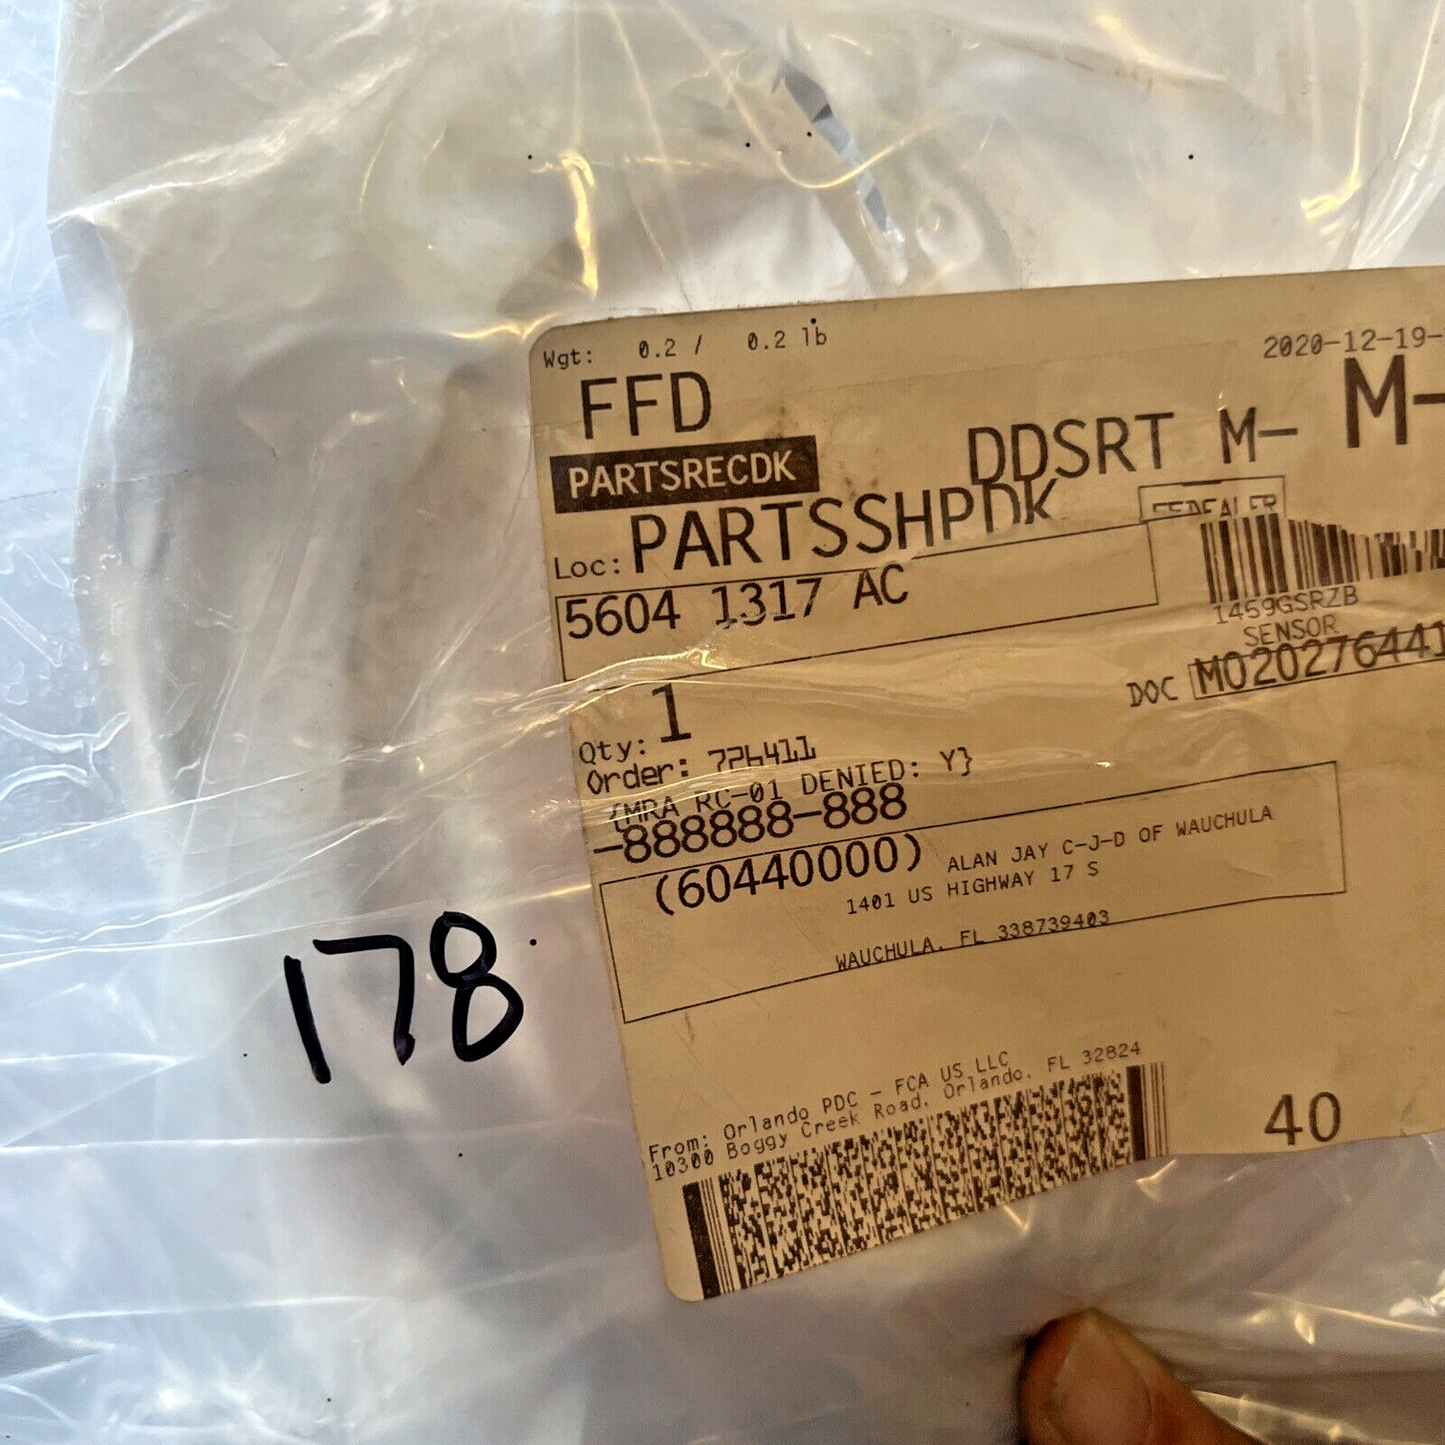 Wgt: 0.2 / 0.2 lb
2020-12-19-
FFD
DDSRT M- M-
PARTSRECDK
Loc: PARTSSHPDK
5604 1317 AC
1459GSRZB
SENSOR
DOC M020276441
Qty: 1
Order: 726411
{MRA RC-01 DENIED: Y}
-888888-888
(60440000) ALAN JAY C-J-D OF WAUCHULA
1401 US HIGHWAY 17 S
WAUCHULA, FL 338739403
178
From: Orlando PDC - FCA US LLC
10300 Boggy Creek Road, Orlando, FL 32824
40